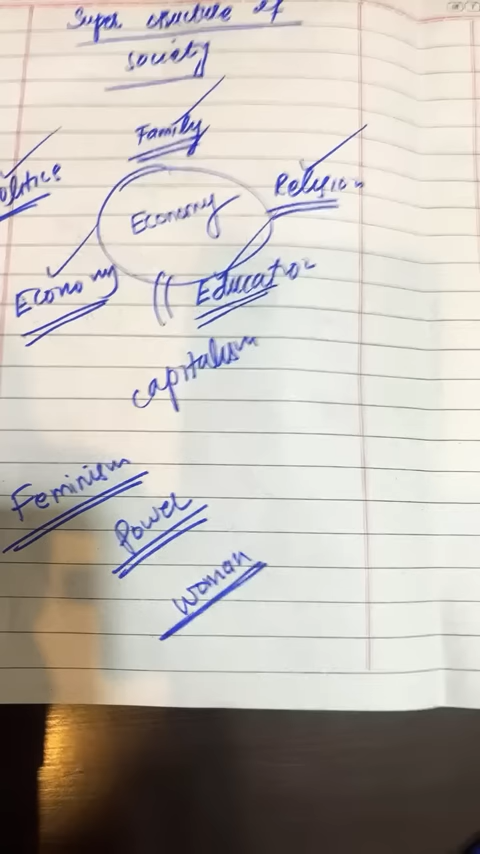 Super structure of
society
Family
olitics
Religion
Economy
Economy
Education
capitalism
Feminism
Power
Woman